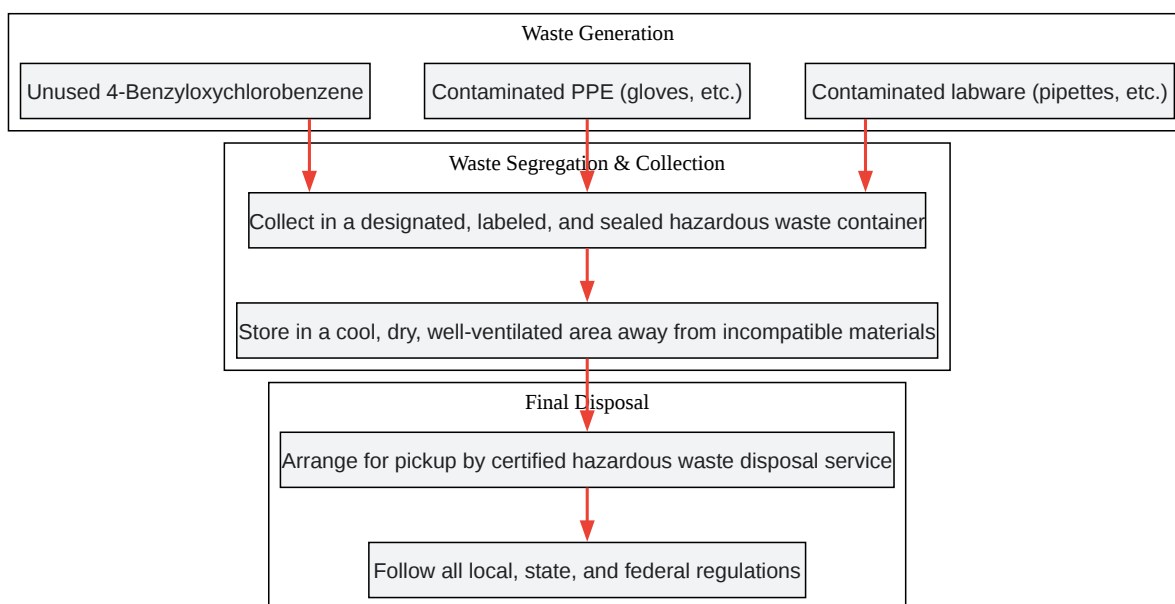 Waste Generation
Unused 4-Benzyloxychlorobenzene
Contaminated PPE (gloves, etc.)
Contaminated labware (pipettes, etc.)
Waste Segregation & Collection
Collect in a designated, labeled, and sealed hazardous waste container
Store in a cool, dry, well-ventilated area away from incompatible materials
Final Disposal
Arrange for pickup by certified hazardous waste disposal service
Follow all local, state, and federal regulations